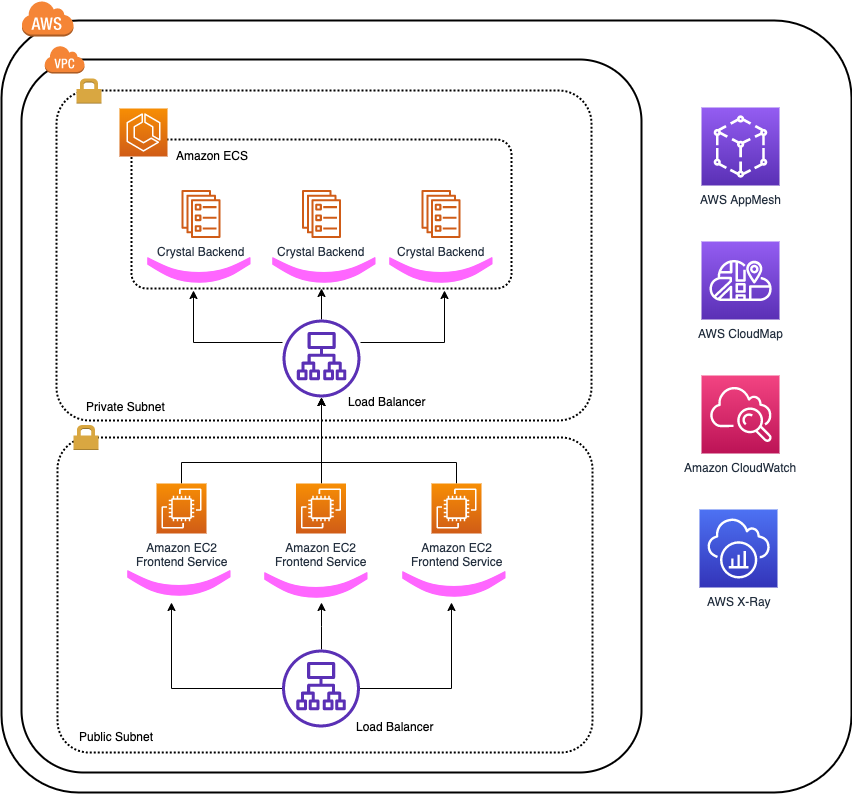 AWS
VPC
Amazon ECS
Crystal Backend
Crystal Backend
Crystal Backend
Load Balancer
Private Subnet
Amazon EC2
Frontend Service
Amazon EC2
Frontend Service
Amazon EC2
Frontend Service
Load Balancer
Public Subnet
AWS AppMesh
AWS CloudMap
Amazon CloudWatch
AWS X-Ray